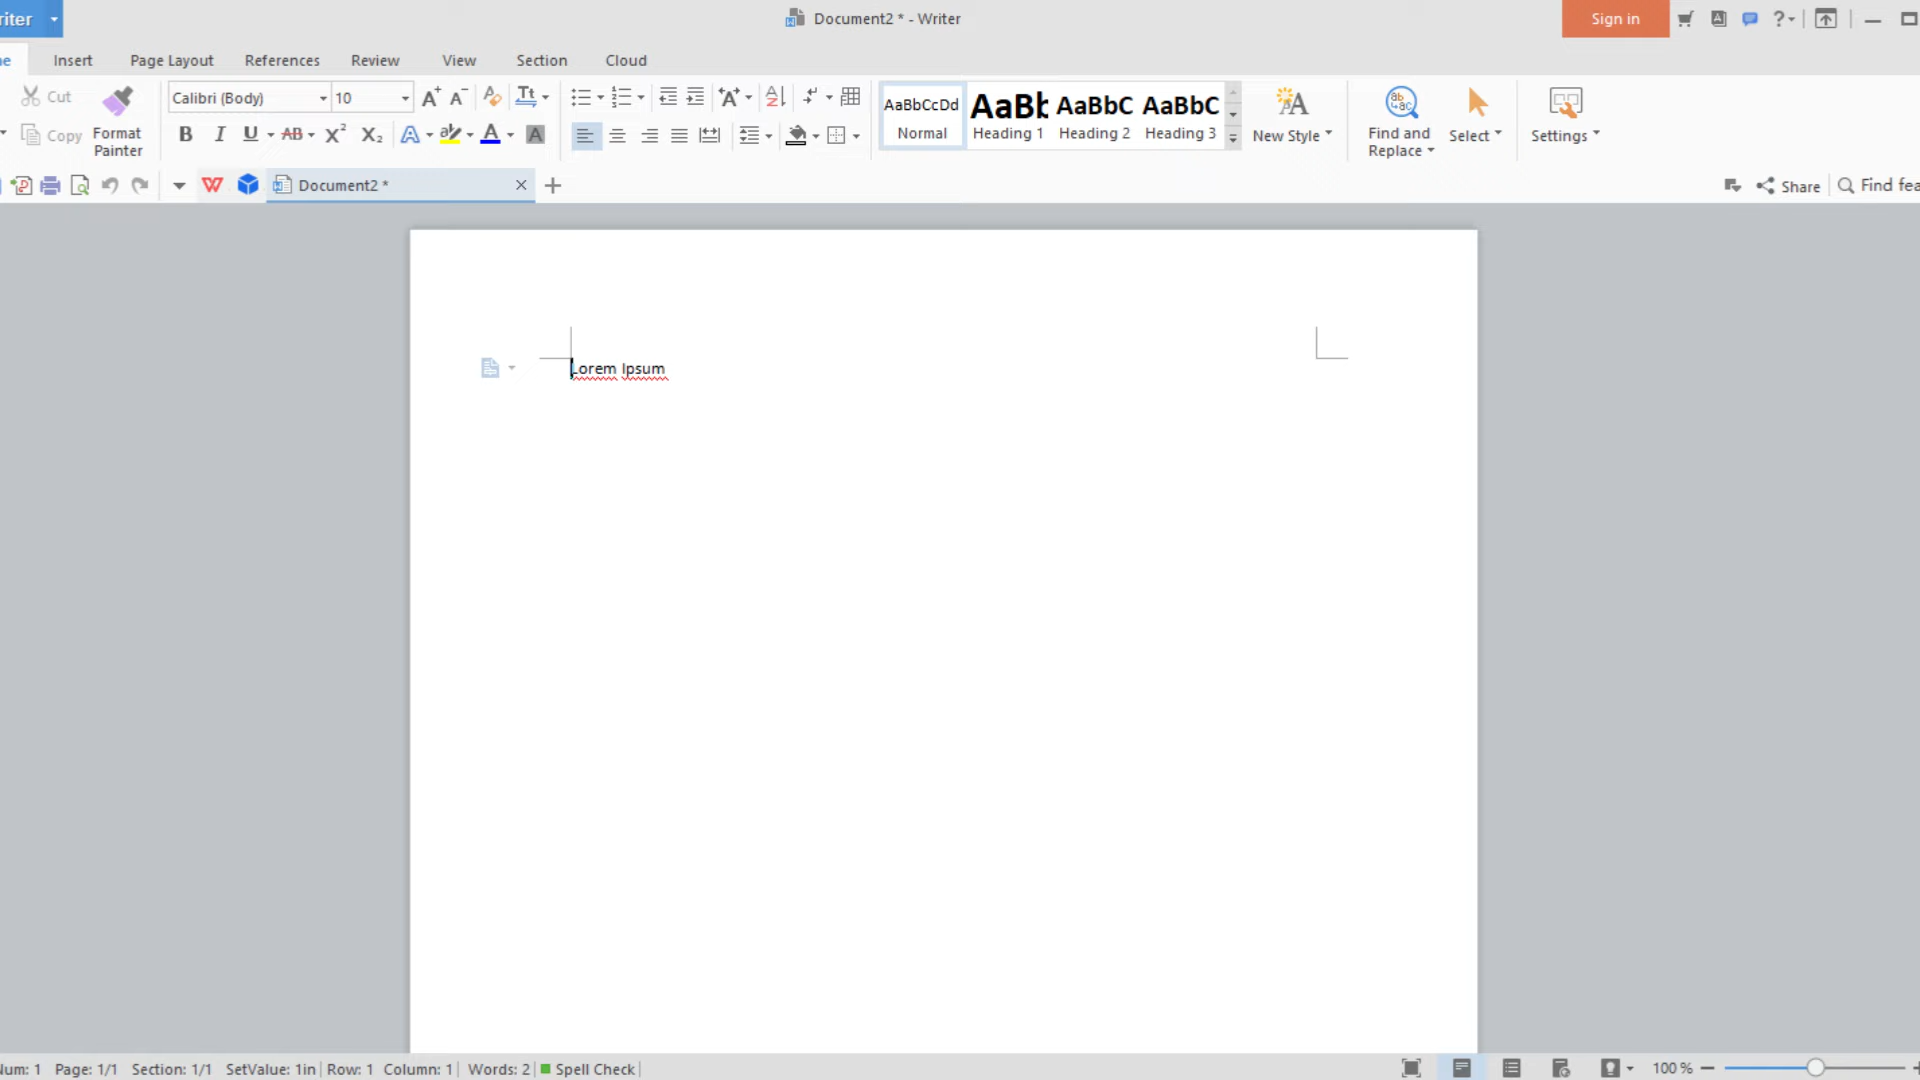 riter
Document2 * - Writer
Sign in
Insert Page Layout References Review View Section Cloud
Cut
Copy
Format Painter
Calibri (Body) 10
AaBbCcDd Normal
AaBb Heading 1
AaBbC Heading 2
AaBbC Heading 3
New Style
Find and Replace
Select
Settings
Document2 *
Share
Find fea
Lorem Ipsum
Num: 1 Page: 1/1 Section: 1/1 SetValue: 1in Row: 1 Column: 1 Words: 2 Spell Check
100 %